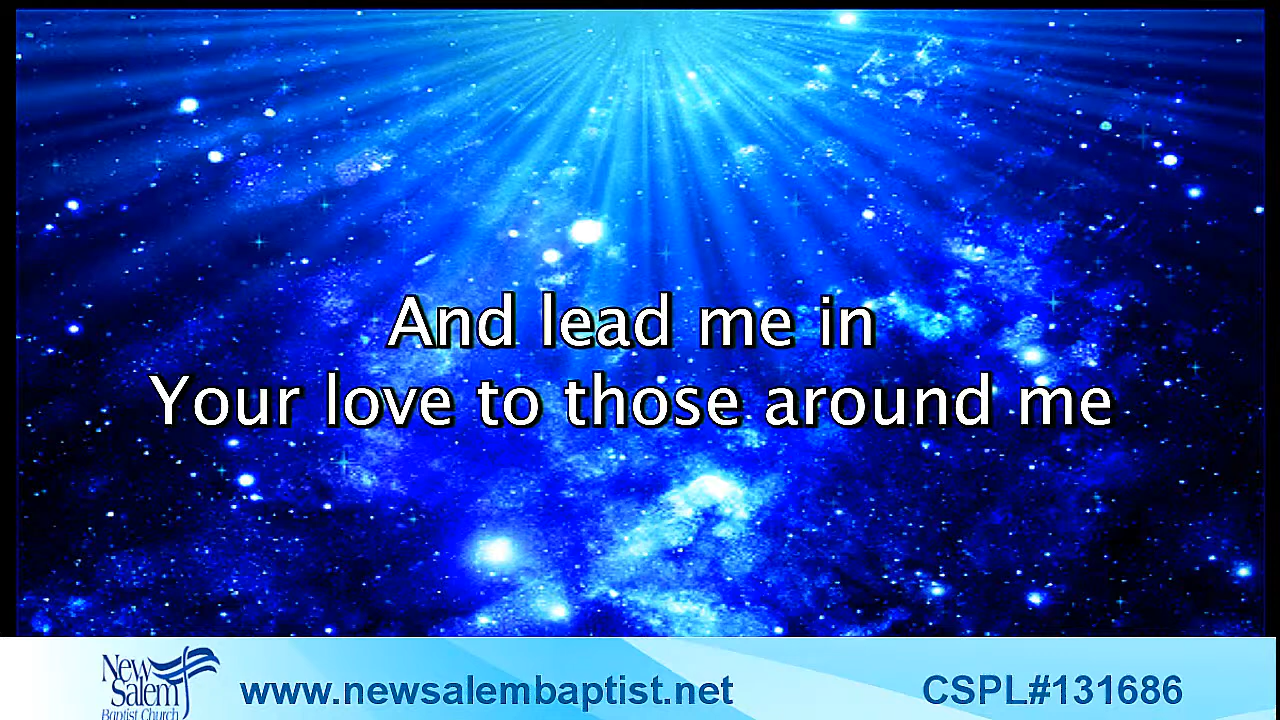 And lead me in
Your love to those around me
New
Salem
Baptist Church
www.newsalembaptist.net
CSPL#131686